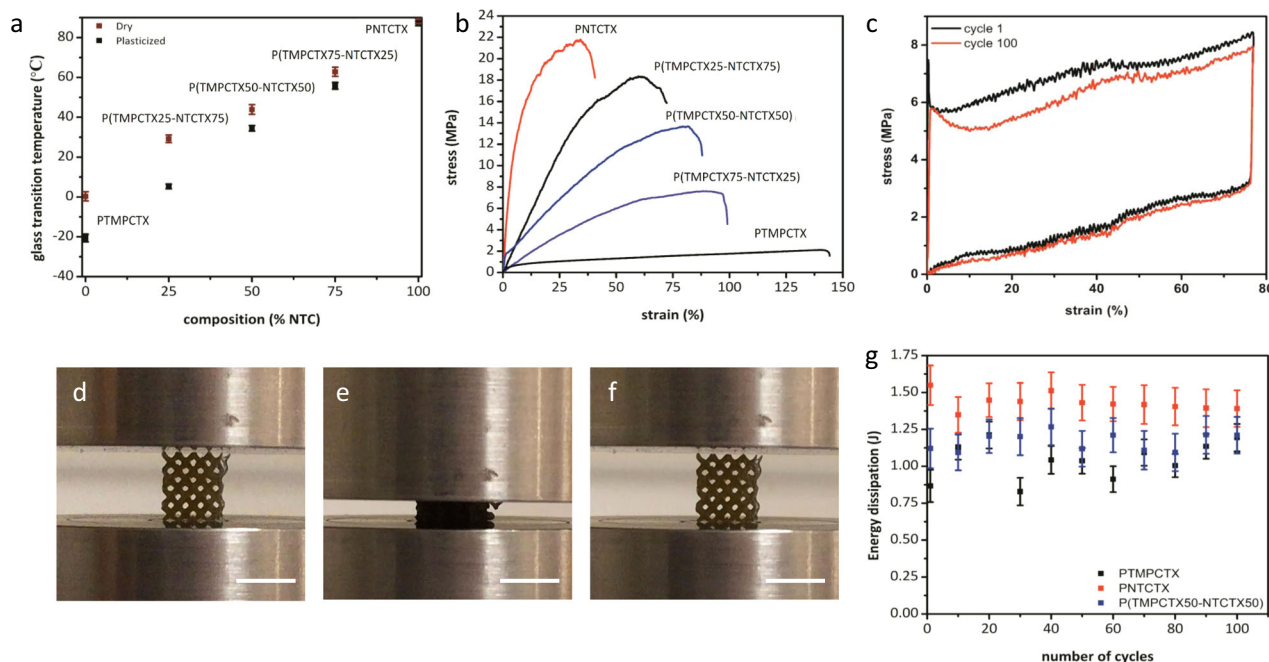 a
Dry
Plasticized
PNTCTX
P(TMPCTX75-NTCTX25)
P(TMPCTX50-NTCTX50)
P(TMPCTX25-NTCTX75)
PTMPCTX
100
80
60
40
20
0
-20
-40
0 25 50 75 100
glass transition temperature (°C)
composition (% NTC)
b
PNTCTX
P(TMPCTX25-NTCTX75)
P(TMPCTX50-NTCTX50)
P(TMPCTX75-NTCTX25)
PTMPCTX
24
22
20
18
16
14
12
10
8
6
4
2
0
0 25 50 75 100 125 150
stress (MPa)
strain (%)
c
cycle 1
cycle 100
8
6
4
2
0
0 20 40 60 80
stress (MPa)
strain (%)
d
e
f
g
1.75
1.50
1.25
1.00
0.75
0.50
0.25
0.00
0 20 40 60 80 100
Energy dissipation (J)
number of cycles
PTMPCTX
PNTCTX
P(TMPCTX50-NTCTX50)